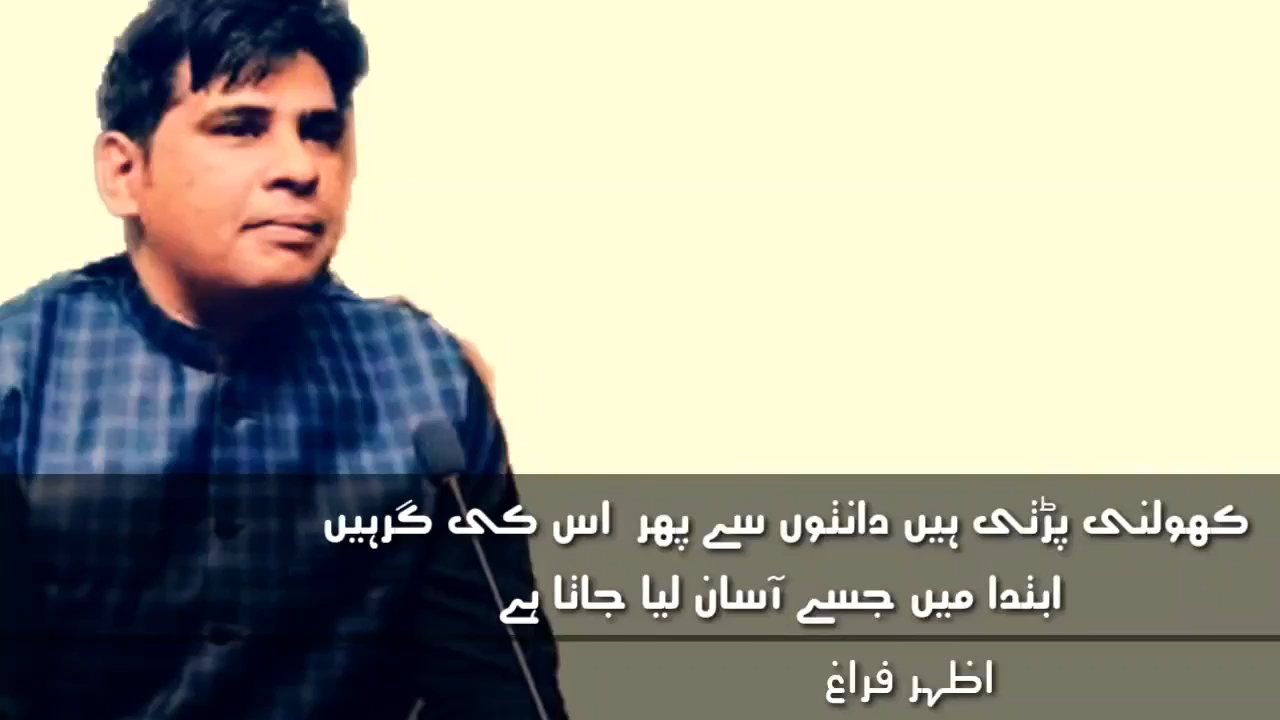 کھولنی پڑتی ہیں دانتوں سے پھر اس کی گرہیں
ابتدا میں جسے آسان لیا جاتا ہے
اظہر فراغ